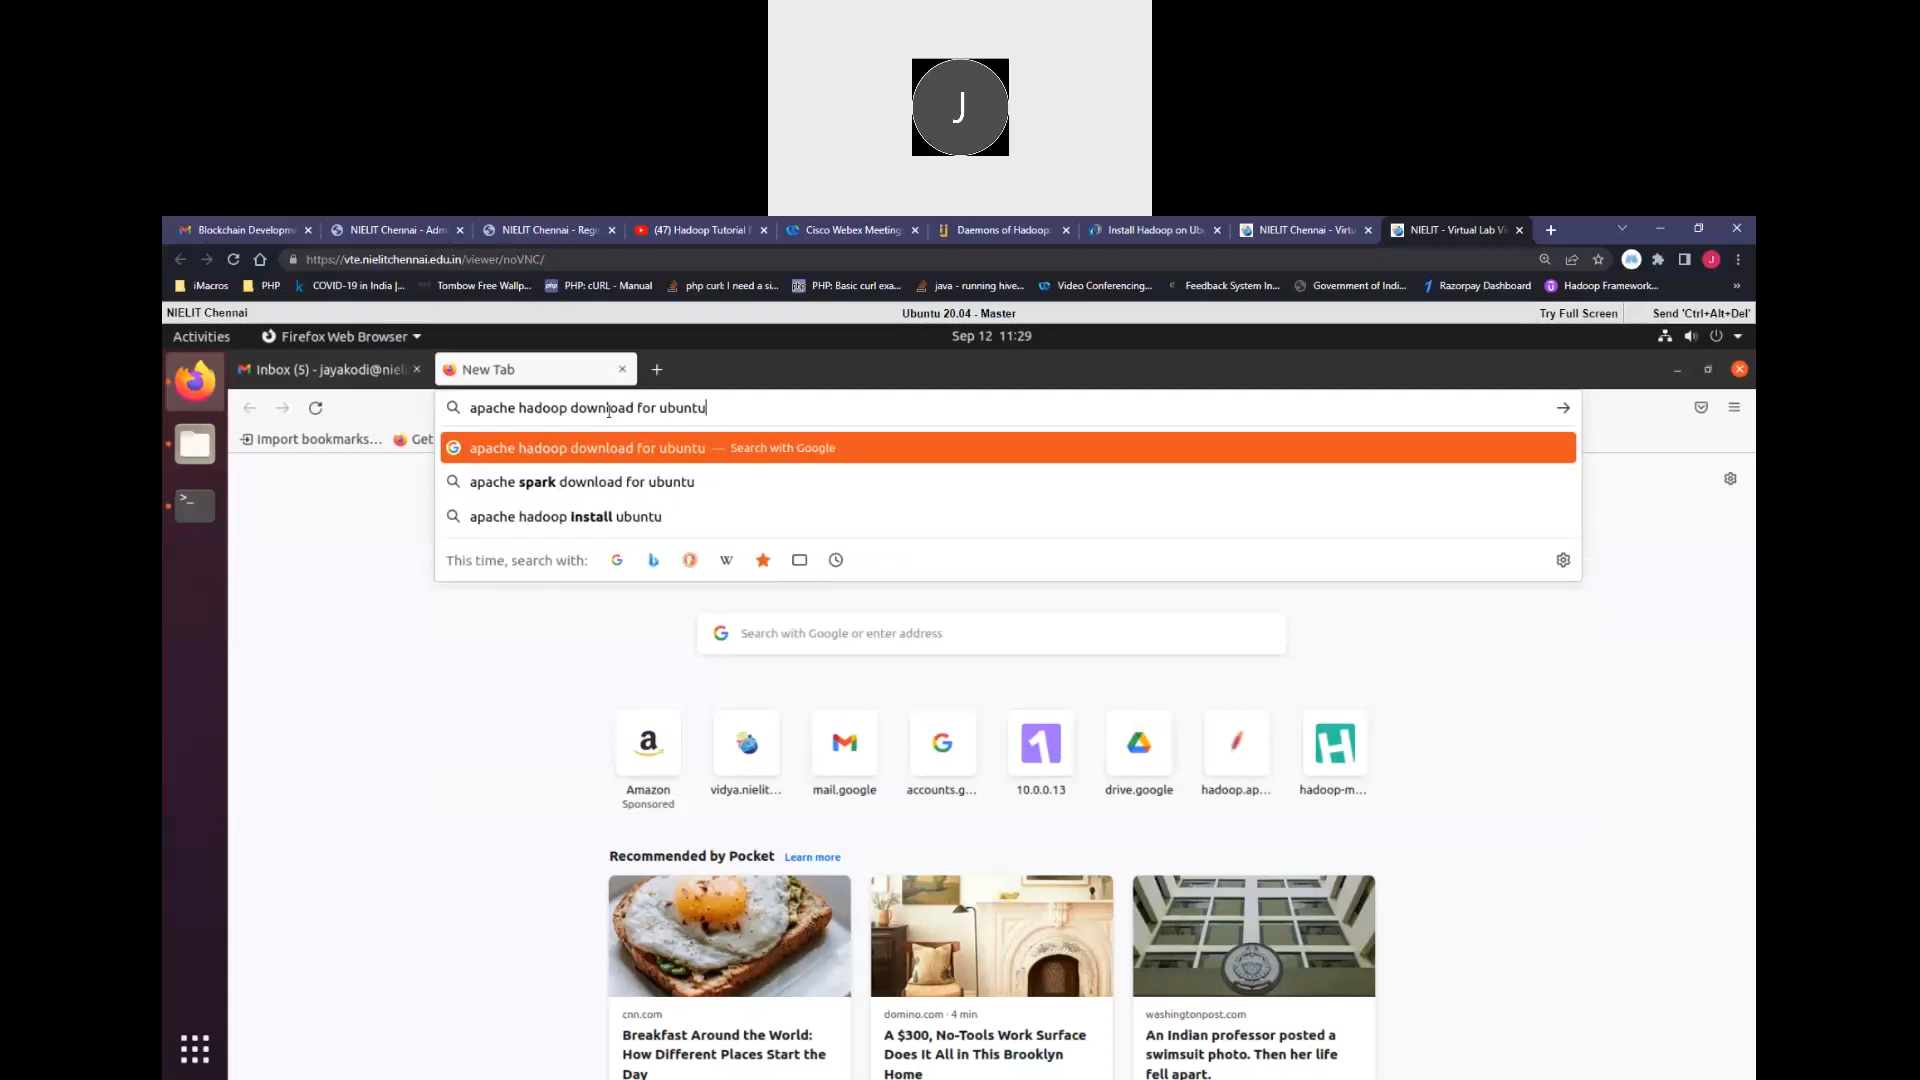 J
Blockchain Developm
NIELIT Chennai - Adm
NIELIT Chennai - Regi
(47) Hadoop Tutorial
Cisco Webex Meeting
Daemons of Hadoop
Install Hadoop on Ub
NIELIT Chennai - Virtu
NIELIT - Virtual Lab Vi
https://vte.nielitchennai.edu.in/viewer/noVNC/
J
iMacros
PHP
COVID-19 in India |...
Tombow Free Wallp...
PHP: cURL - Manual
php curl: I need a si...
PHP: Basic curl exa...
java - running hive...
Video Conferencing...
Feedback System In...
Government of Indi...
Razorpay Dashboard
Hadoop Framework...
NIELIT Chennai
Ubuntu 20.04 - Master
Try Full Screen
Send 'Ctrl+Alt+Del'
Activities
Firefox Web Browser
Sep 12 11:29
Inbox (5) - jayakodi@nieli
New Tab
apache hadoop download for ubuntu
Import bookmarks...
Get
apache hadoop download for ubuntu — Search with Google
apache spark download for ubuntu
apache hadoop install ubuntu
This time, search with:
Search with Google or enter address
Amazon
Sponsored
vidya.nielit...
mail.google
accounts.g...
10.0.0.13
drive.google
hadoop.ap...
hadoop-m...
Recommended by Pocket
Learn more
cnn.com
Breakfast Around the World:
How Different Places Start the
Day
domino.com · 4 min
A $300, No-Tools Work Surface
Does It All in This Brooklyn
Home
washingtonpost.com
An Indian professor posted a
swimsuit photo. Then her life
fell apart.